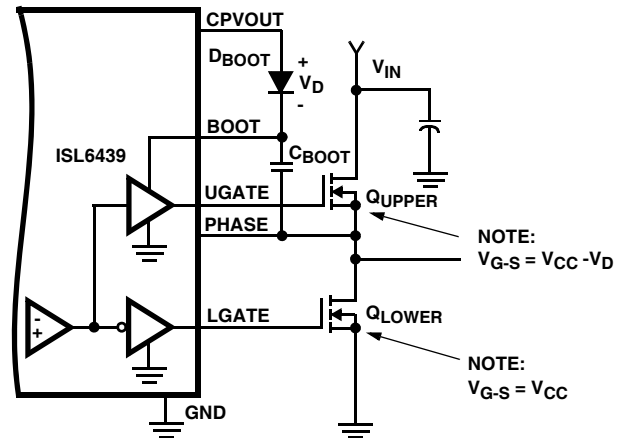 CPVOUT
DBOOT
+
VD
-
VIN
BOOT
ISL6439
CBOOT
UGATE
QUPPER
PHASE
NOTE:
VG-S = VCC -VD
-
+
LGATE
QLOWER
NOTE:
VG-S = VCC
GND